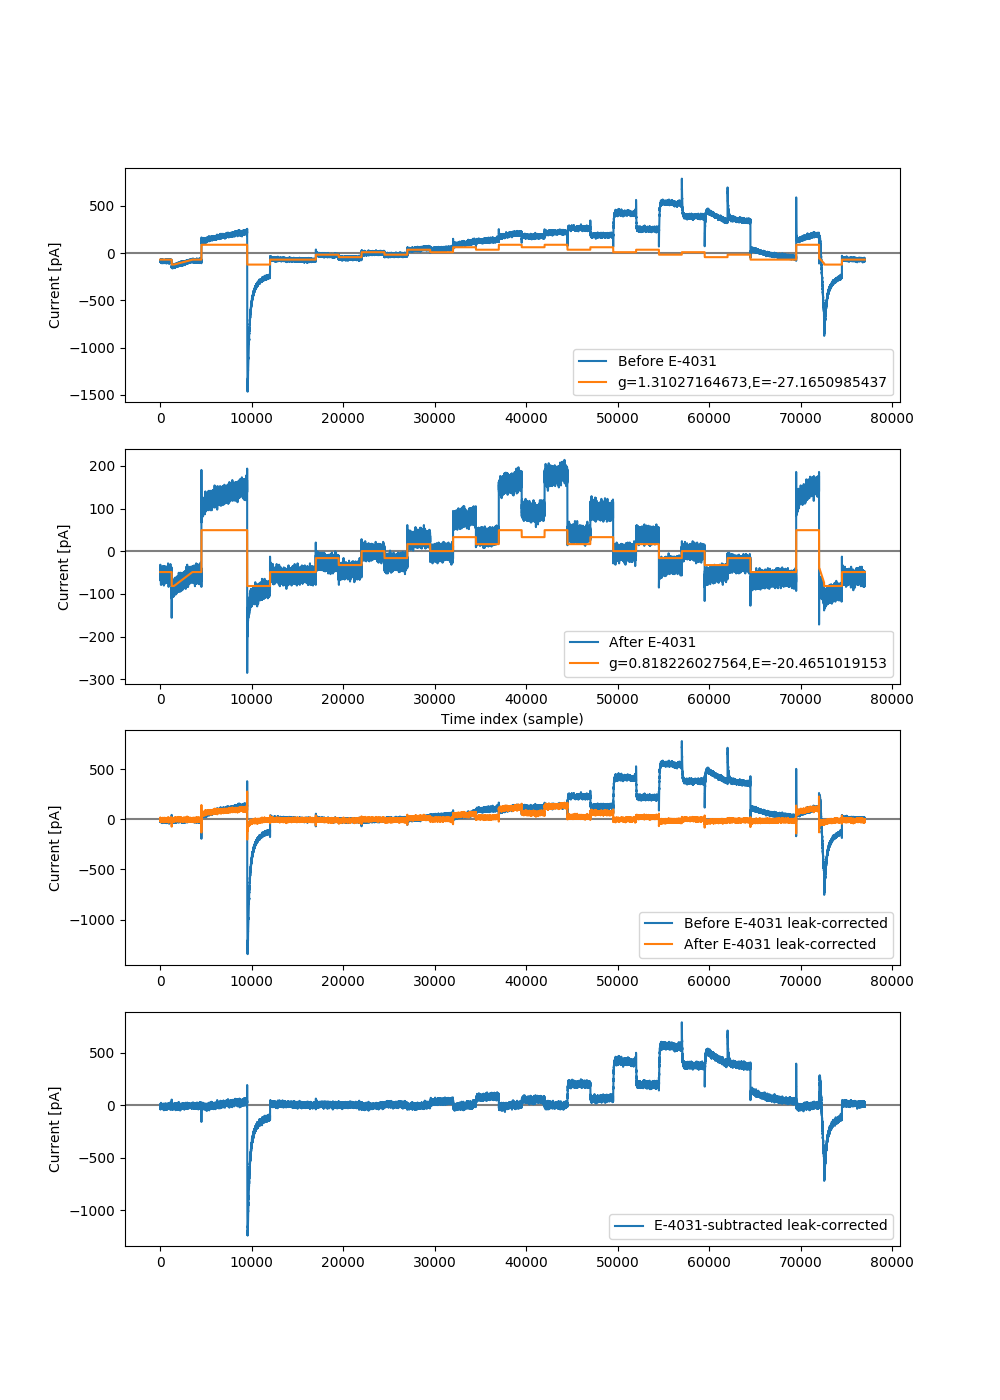 500
0
−500
−1000
−1500
Current [pA]
Before E-4031
g=1.31027164673,E=-27.1650985437
0 10000 20000 30000 40000 50000 60000 70000 80000
200
100
0
−100
−200
−300
Current [pA]
After E-4031
g=0.818226027564,E=-20.4651019153
0 10000 20000 30000 40000 50000 60000 70000 80000
Time index (sample)
500
0
−500
−1000
Current [pA]
Before E-4031 leak-corrected
After E-4031 leak-corrected
0 10000 20000 30000 40000 50000 60000 70000 80000
500
0
−500
−1000
Current [pA]
E-4031-subtracted leak-corrected
0 10000 20000 30000 40000 50000 60000 70000 80000